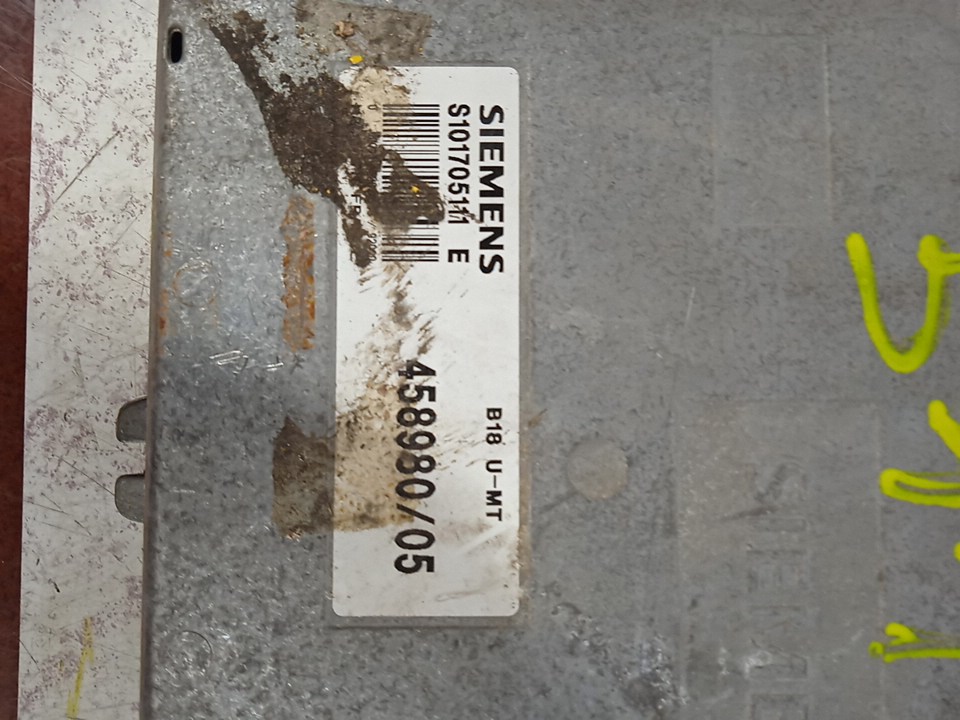 SIEMENS
S101705111 E
B18 U-MT
458980/05